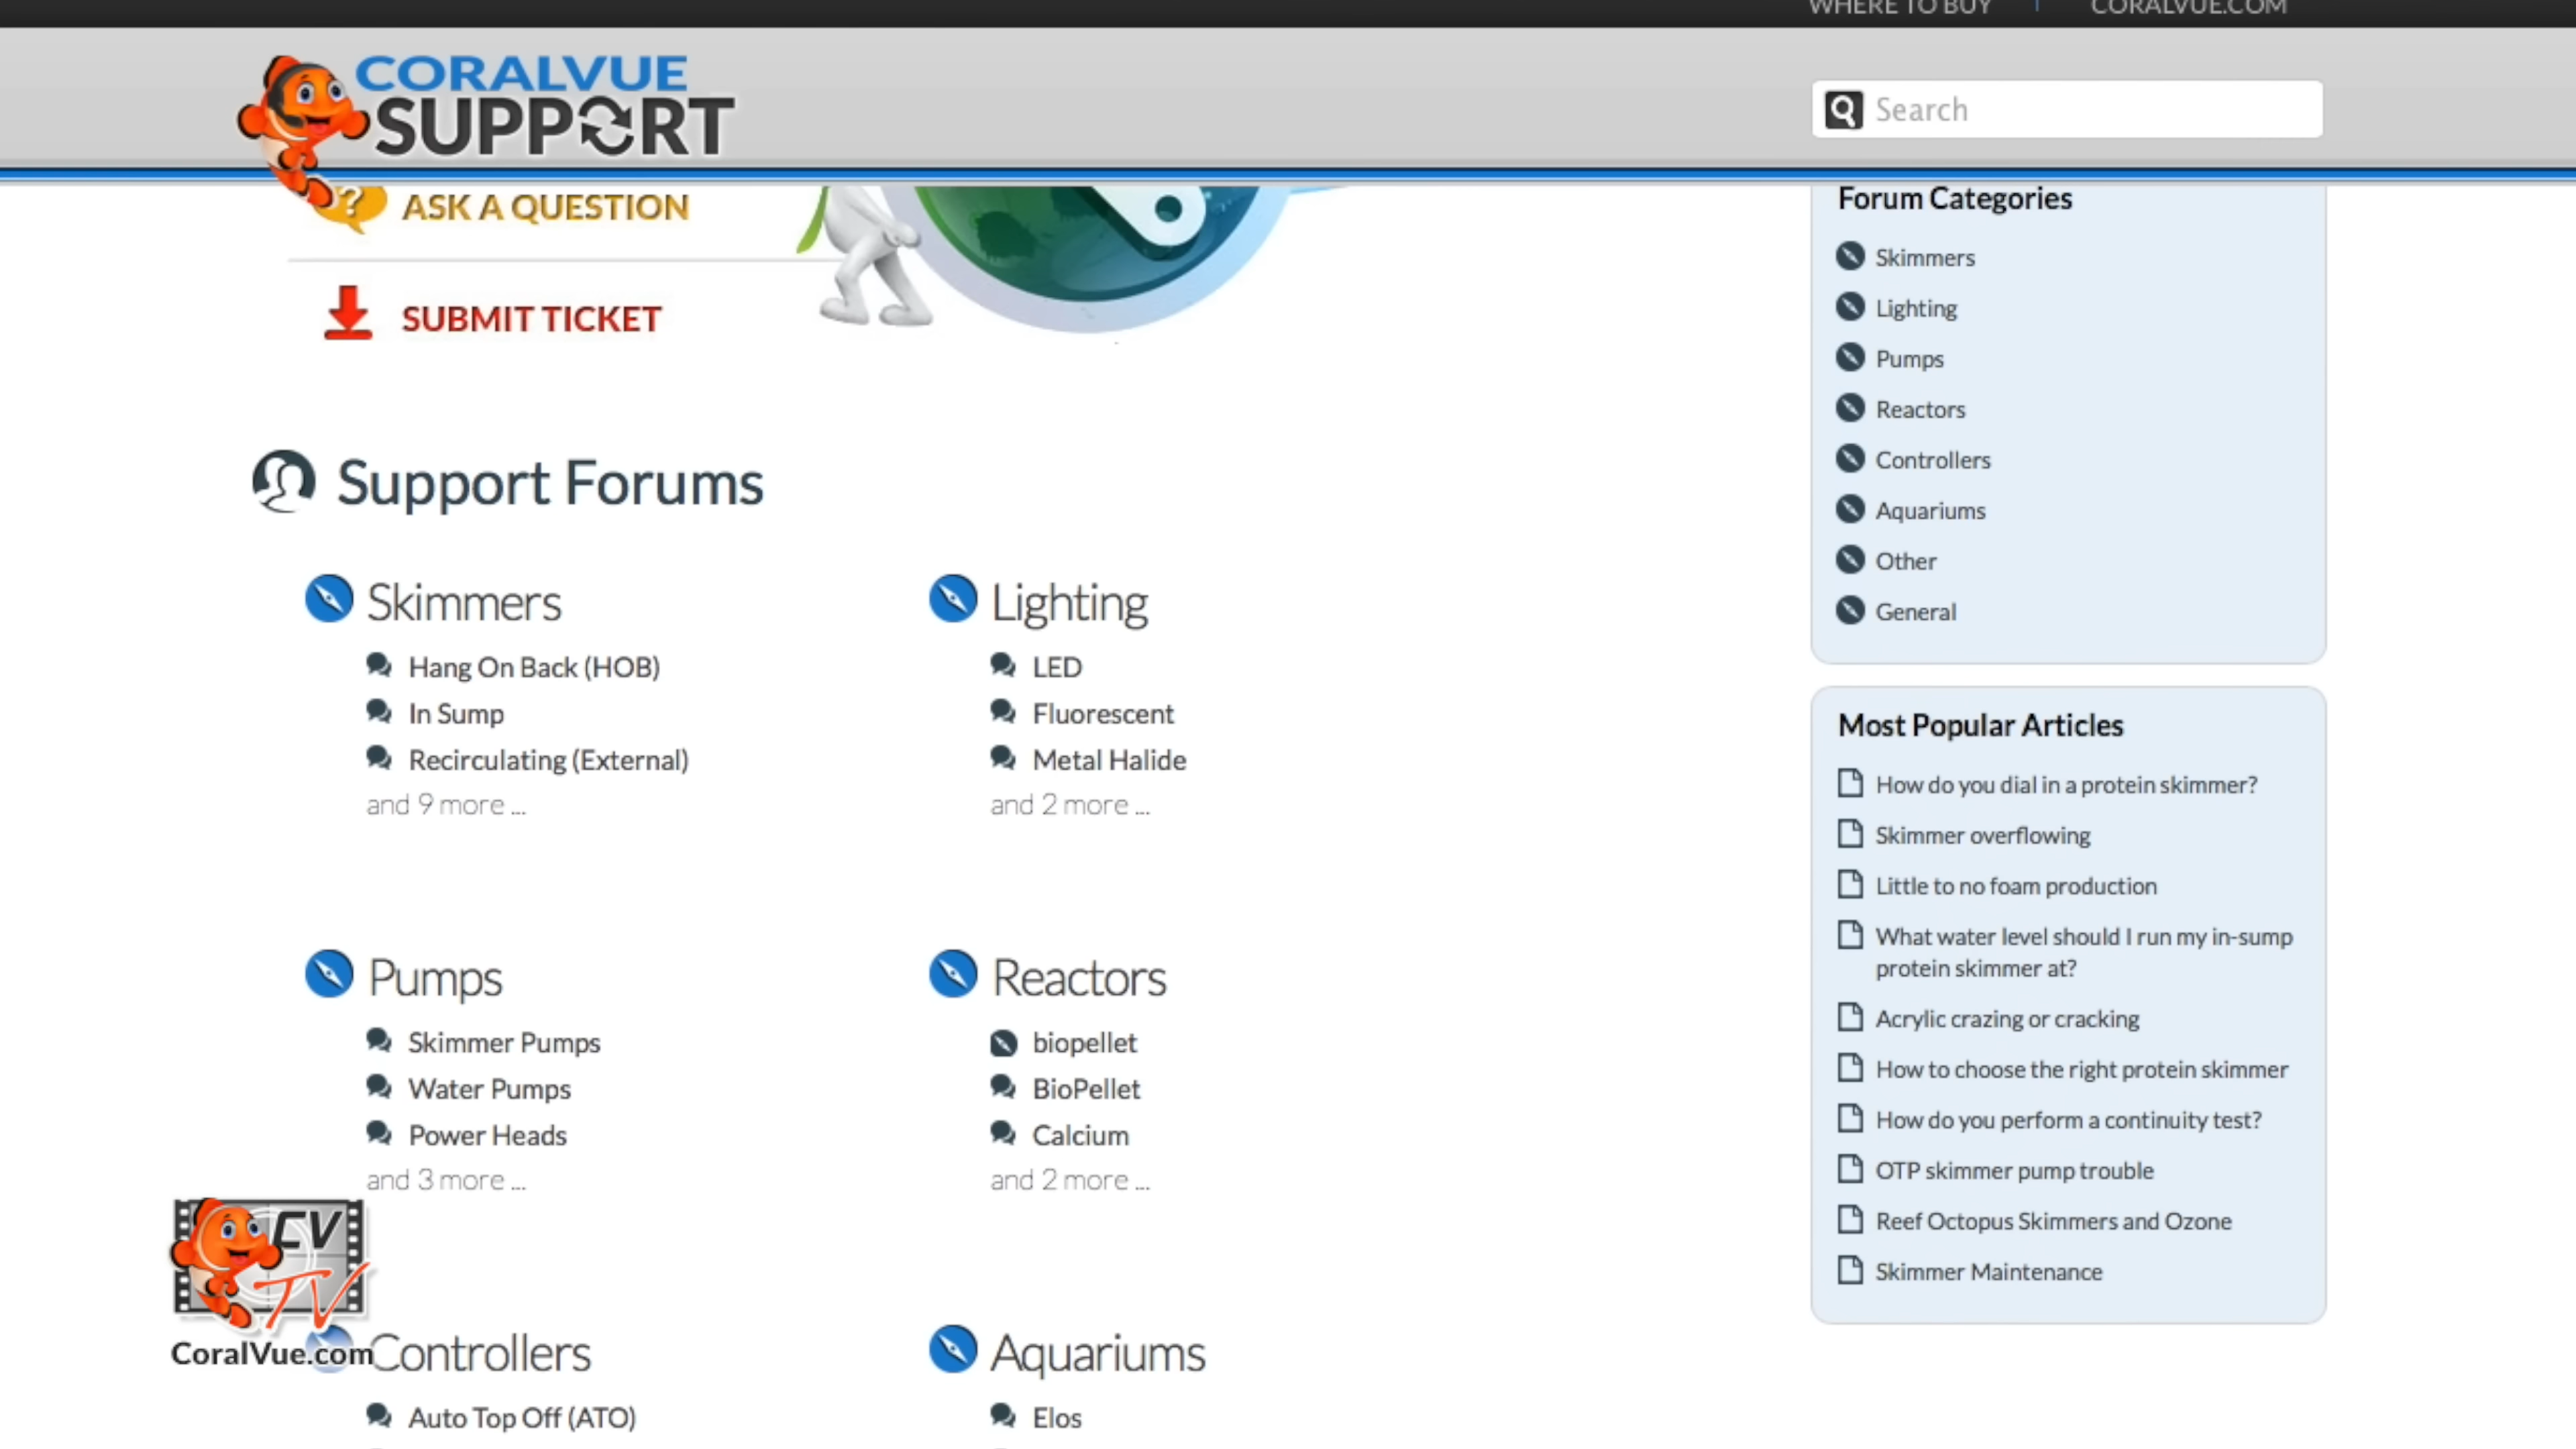 WHERE TO BUY
CORALVUE.COM
CORALVUE
SUPPORT
Search
ASK A QUESTION
SUBMIT TICKET
Support Forums
Skimmers
Hang On Back (HOB)
In Sump
Recirculating (External)
and 9 more ...
Lighting
LED
Fluorescent
Metal Halide
and 2 more ...
Pumps
Skimmer Pumps
Water Pumps
Power Heads
and 3 more ...
Reactors
biopellet
BioPellet
Calcium
and 2 more ...
Controllers
Auto Top Off (ATO)
Aquariums
Elos
CV
TV
CoralVue.com
Forum Categories
Skimmers
Lighting
Pumps
Reactors
Controllers
Aquariums
Other
General
Most Popular Articles
How do you dial in a protein skimmer?
Skimmer overflowing
Little to no foam production
What water level should I run my in-sump
protein skimmer at?
Acrylic crazing or cracking
How to choose the right protein skimmer
How do you perform a continuity test?
OTP skimmer pump trouble
Reef Octopus Skimmers and Ozone
Skimmer Maintenance